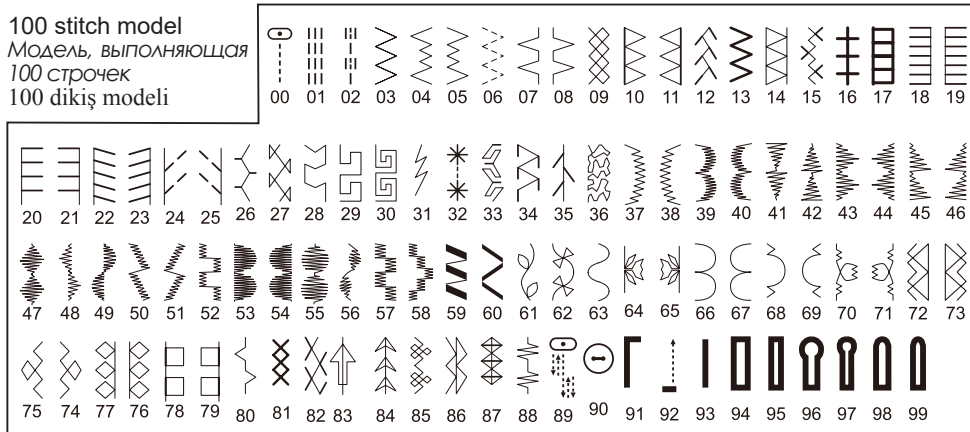 100 stitch model
Модель, выполняющая
100 строчек
100 dikiş modeli
00 01 02 03 04 05 06 07 08 09 10 11 12 13 14 15 16 17 18 19
20 21 22 23 24 25 26 27 28 29 30 31 32 33 34 35 36 37 38 39 40 41 42 43 44 45 46
47 48 49 50 51 52 53 54 55 56 57 58 59 60 61 62 63 64 65 66 67 68 69 70 71 72 73
75 74 77 76 78 79 80 81 82 83 84 85 86 87 88 89 90 91 92 93 94 95 96 97 98 99